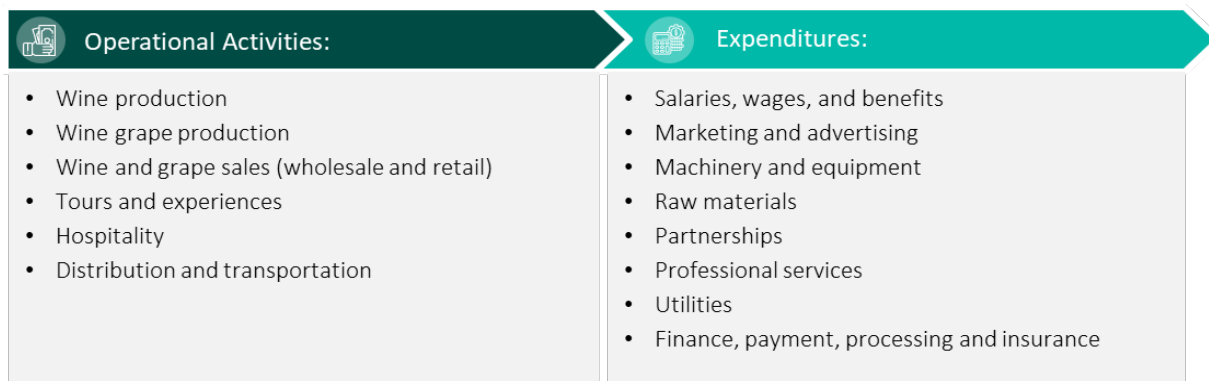 Operational Activities:
• Wine production
• Wine grape production
• Wine and grape sales (wholesale and retail)
• Tours and experiences
• Hospitality
• Distribution and transportation
Expenditures:
• Salaries, wages, and benefits
• Marketing and advertising
• Machinery and equipment
• Raw materials
• Partnerships
• Professional services
• Utilities
• Finance, payment, processing and insurance